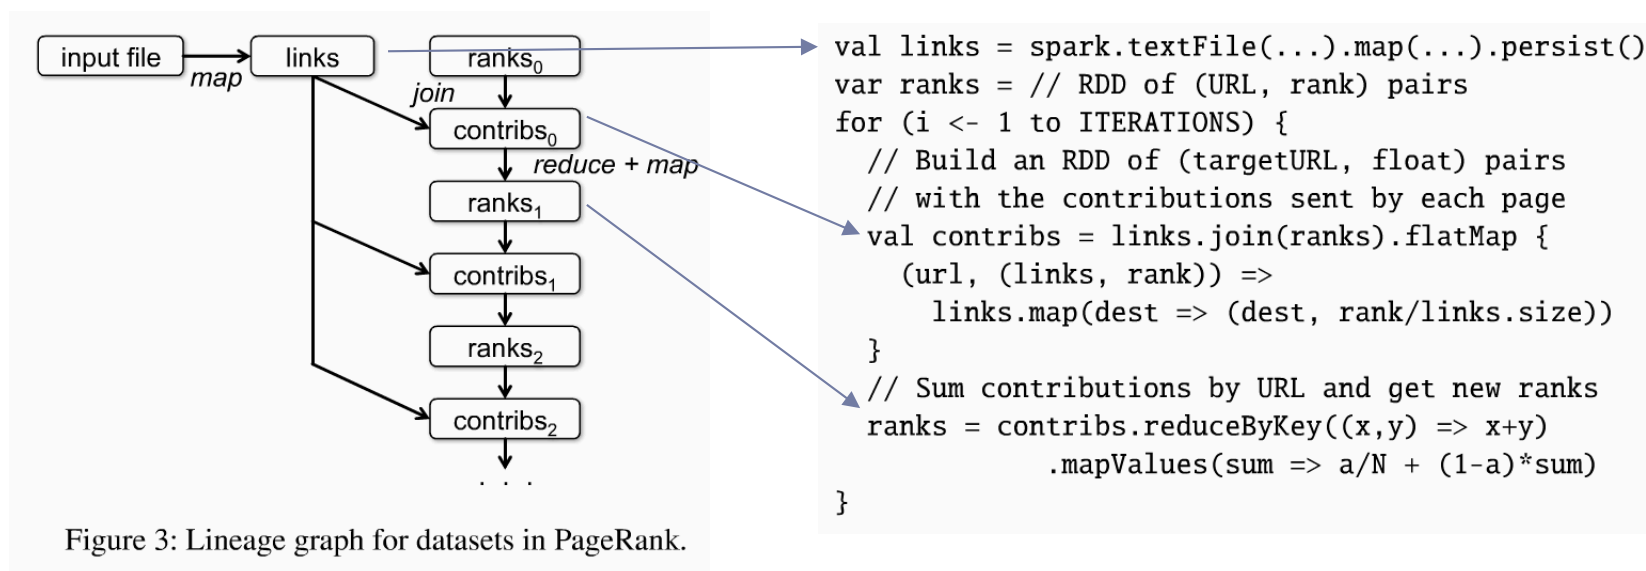 input file
map
links
ranks0
join
contribs0
reduce + map
ranks1
contribs1
ranks2
contribs2
. . .
Figure 3: Lineage graph for datasets in PageRank.
val links = spark.textFile(...).map(...).persist()
var ranks = // RDD of (URL, rank) pairs
for (i <- 1 to ITERATIONS) {
  // Build an RDD of (targetURL, float) pairs
  // with the contributions sent by each page
  val contribs = links.join(ranks).flatMap {
    (url, (links, rank)) =>
      links.map(dest => (dest, rank/links.size))
  }
  // Sum contributions by URL and get new ranks
  ranks = contribs.reduceByKey((x,y) => x+y)
             .mapValues(sum => a/N + (1-a)*sum)
}